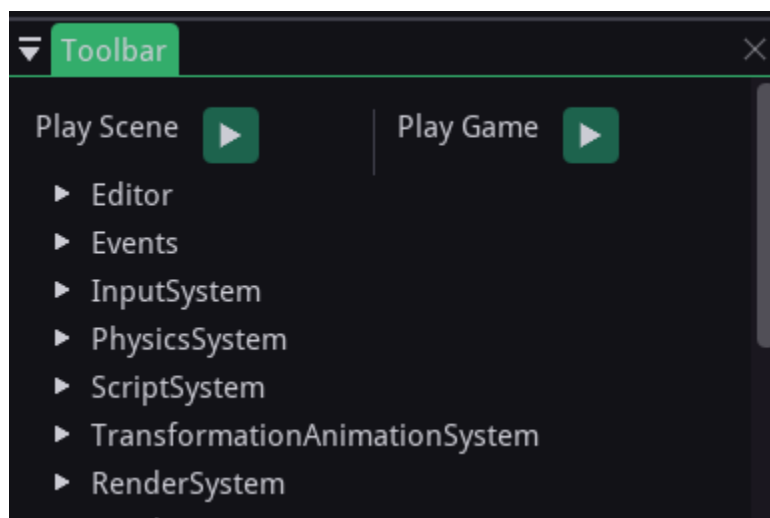 Toolbar
Play Scene Play Game
Editor
Events
InputSystem
PhysicsSystem
ScriptSystem
TransformationAnimationSystem
RenderSystem